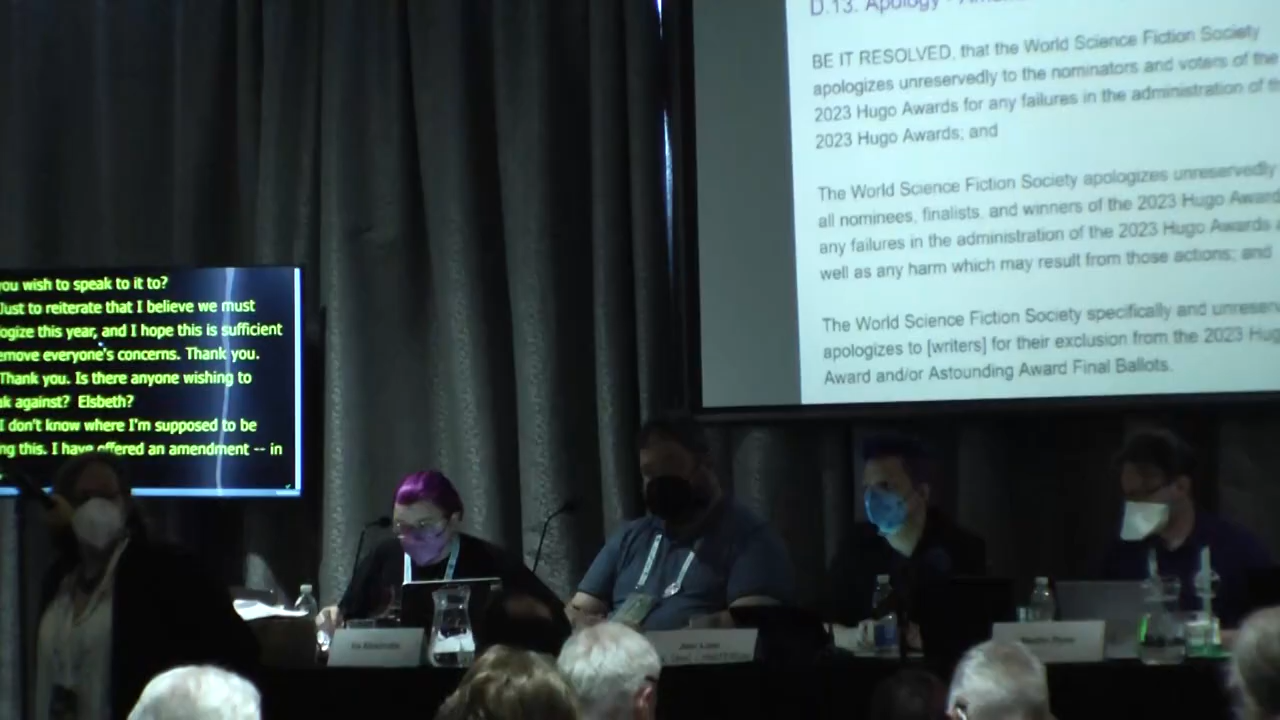 D.13. Apology
BE IT RESOLVED, that the World Science Fiction Society
apologizes unreservedly to the nominators and voters of the
2023 Hugo Awards for any failures in the administration of
2023 Hugo Awards; and
The World Science Fiction Society apologizes unreservedly
all nominees, finalists, and winners of the 2023 Hugo Award
any failures in the administration of the 2023 Hugo Awards
well as any harm which may result from those actions; and
The World Science Fiction Society specifically and unreser
apologizes to [writers] for their exclusion from the 2023 Hug
Award and/or Astounding Award Final Ballots.
you wish to speak to it to?
Just to reiterate that I believe we must
ogize this year, and I hope this is sufficient
emove everyone's concerns. Thank you.
Thank you. Is there anyone wishing to
ak against? Elsbeth?
I don't know where I'm supposed to be
ng this. I have offered an amendment -- in